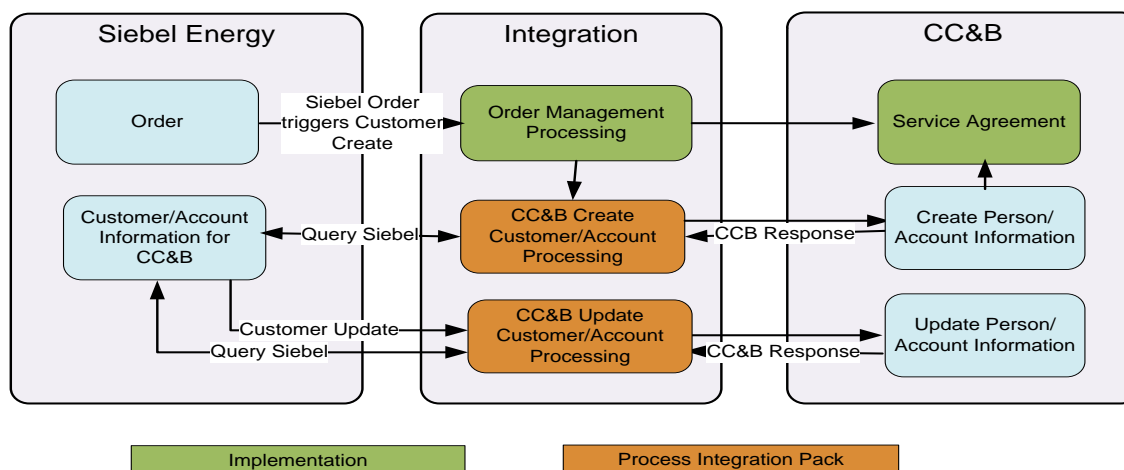 Siebel Energy
Integration
CC&B
Order
Siebel Order
triggers Customer
Create
Order Management
Processing
Service Agreement
Customer/Account
Information for
CC&B
Query Siebel
CC&B Create
Customer/Account
Processing
CCB Response
Create Person/
Account Information
Customer Update
Query Siebel
CC&B Update
Customer/Account
Processing
CC&B Response
Update Person/
Account Information
Implementation
Process Integration Pack